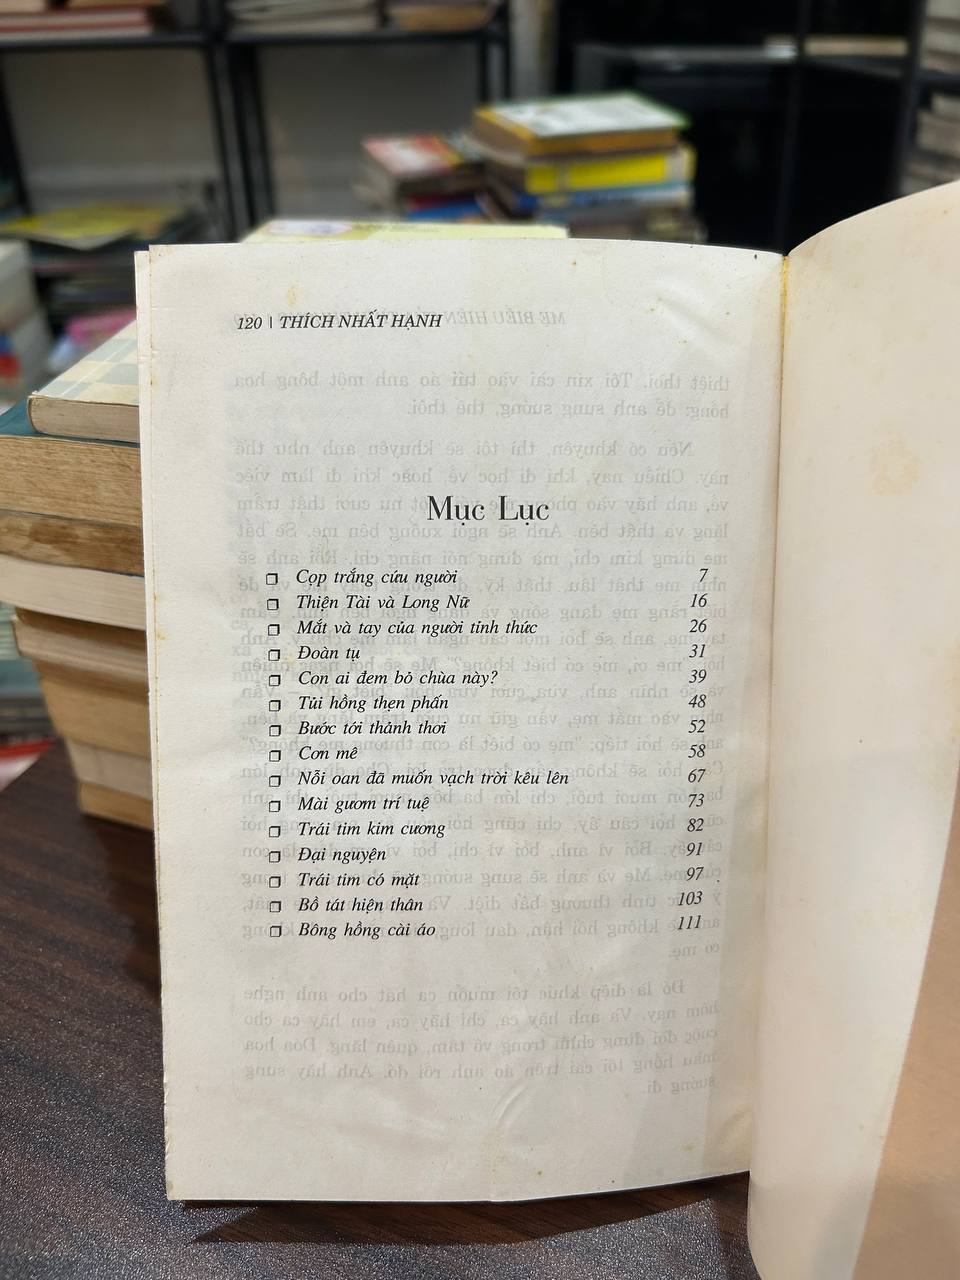 120 | THÍCH NHẤT HẠNH
Mục Lục
❐ Cọp trắng cứu người 7
❐ Thiện Tài và Long Nữ 16
❐ Mắt và tay của người tỉnh thức 26
❐ Đoàn tụ 31
❐ Con ai đem bỏ chùa này? 39
❐ Tủi hồng thẹn phấn 48
❐ Bước tới thảnh thơi 52
❐ Cơn mê 58
❐ Nỗi oan đã muốn vạch trời kêu lên 67
❐ Mài gươm trí tuệ 73
❐ Trái tim kim cương 82
❐ Đại nguyện 91
❐ Trái tim có mặt 97
❐ Bồ tát hiện thân 103
❐ Bông hồng cài áo 111